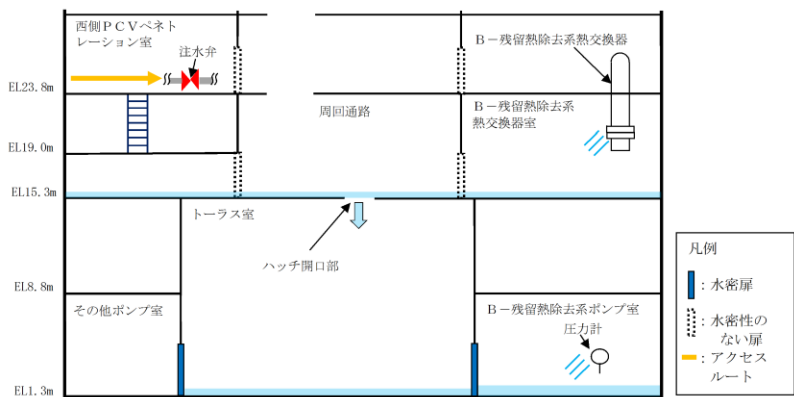 西側ＰＣＶペネト
レーション室
注水弁
Ｂ－残留熱除去系熱交換器
EL23.8m
周回通路
Ｂ－残留熱除去系
熱交換器室
EL19.0m
EL15.3m
トーラス室
ハッチ開口部
凡例
：水密扉
：水密性の
ない扉
：アクセス
ルート
EL8.8m
その他ポンプ室
Ｂ－残留熱除去系ポンプ室
圧力計
EL1.3m